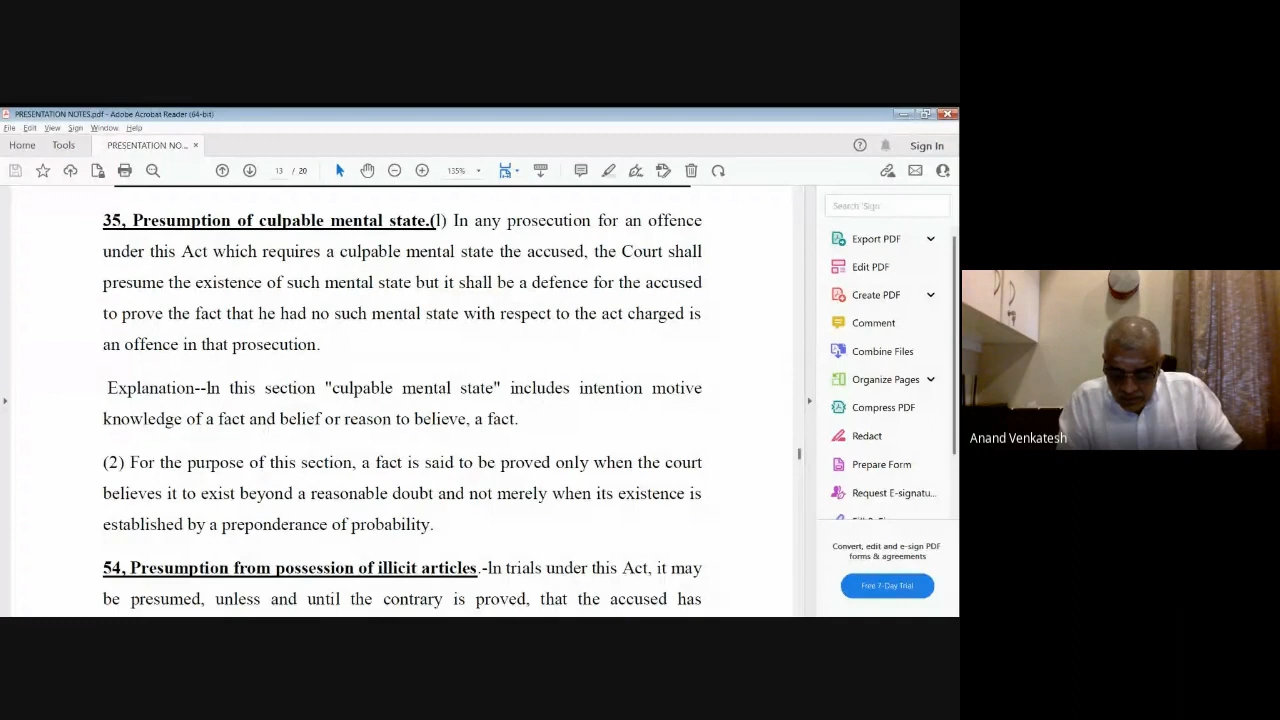 PRESENTATION NOTES.pdf - Adobe Acrobat Reader (64-bit)
File Edit View Sign Window Help
Home Tools PRESENTATION NO... × Sign In
13 / 20 135%
35, Presumption of culpable mental state.(l) In any prosecution for an offence
under this Act which requires a culpable mental state the accused, the Court shall
presume the existence of such mental state but it shall be a defence for the accused
to prove the fact that he had no such mental state with respect to the act charged is
an offence in that prosecution.
Explanation--ln this section "culpable mental state" includes intention motive
knowledge of a fact and belief or reason to believe, a fact.
(2) For the purpose of this section, a fact is said to be proved only when the court
believes it to exist beyond a reasonable doubt and not merely when its existence is
established by a preponderance of probability.
54, Presumption from possession of illicit articles.-ln trials under this Act, it may
be presumed, unless and until the contrary is proved, that the accused has
Search 'Sign'
Export PDF
Edit PDF
Create PDF
Comment
Combine Files
Organize Pages
Compress PDF
Redact
Prepare Form
Request E-signatu...
Convert, edit and e-sign PDF
forms & agreements
Free 7-Day Trial
Anand Venkatesh